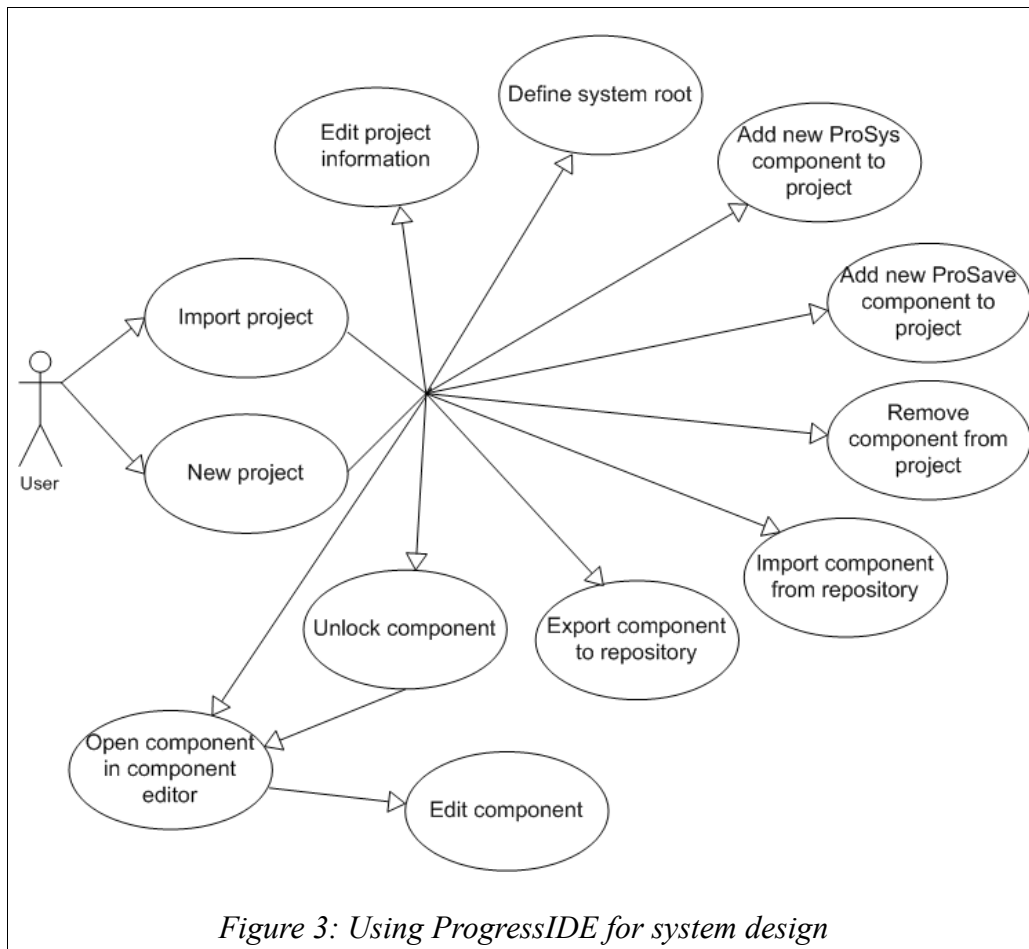 Define system root
Edit project
information
Add new ProSys
component to
project
Import project
Add new ProSave
component to
project
New project
User
Remove
component from
project
Import component
from repository
Unlock component
Export component
to repository
Open component
in component
editor
Edit component
Figure 3: Using ProgressIDE for system design